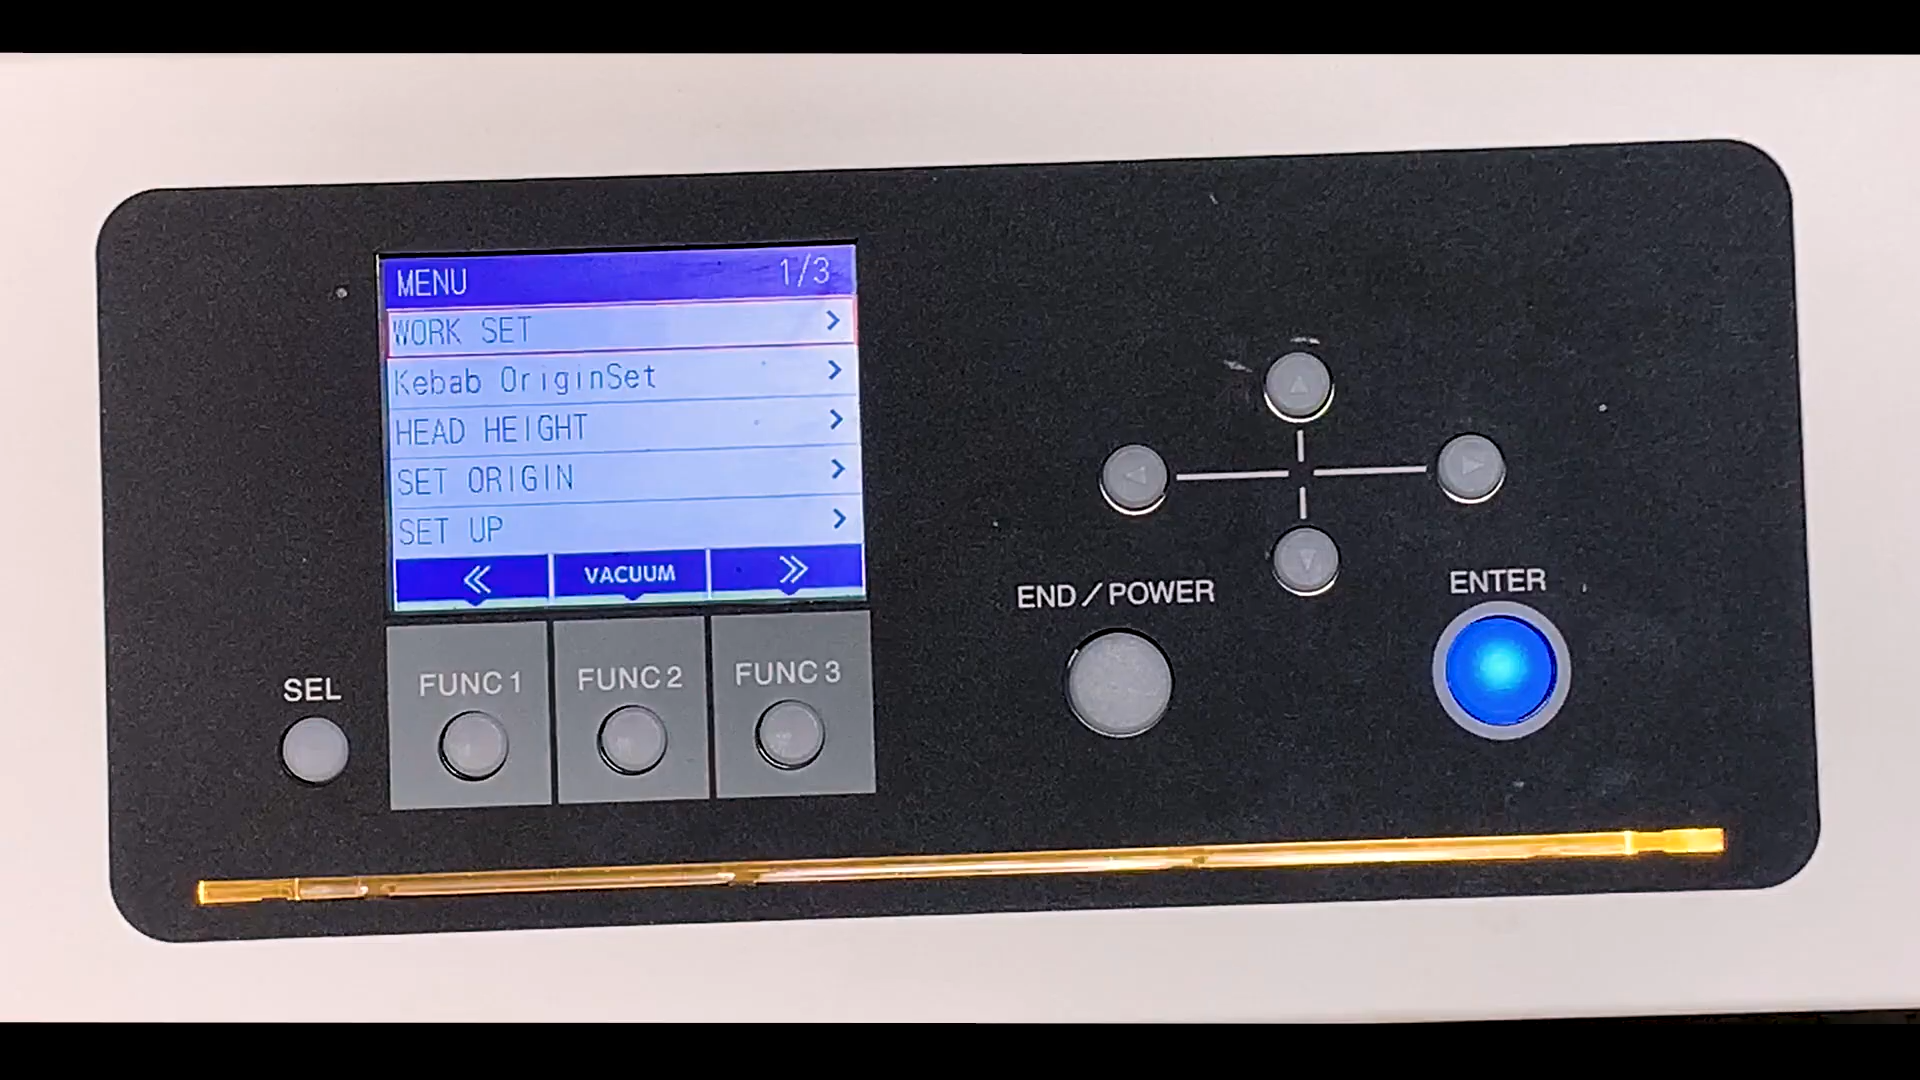 MENU 1/3
WORK SET >
Kebab OriginSet >
HEAD HEIGHT >
SET ORIGIN >
SET UP >
« VACUUM »
SEL FUNC1 FUNC2 FUNC3
END/POWER
ENTER